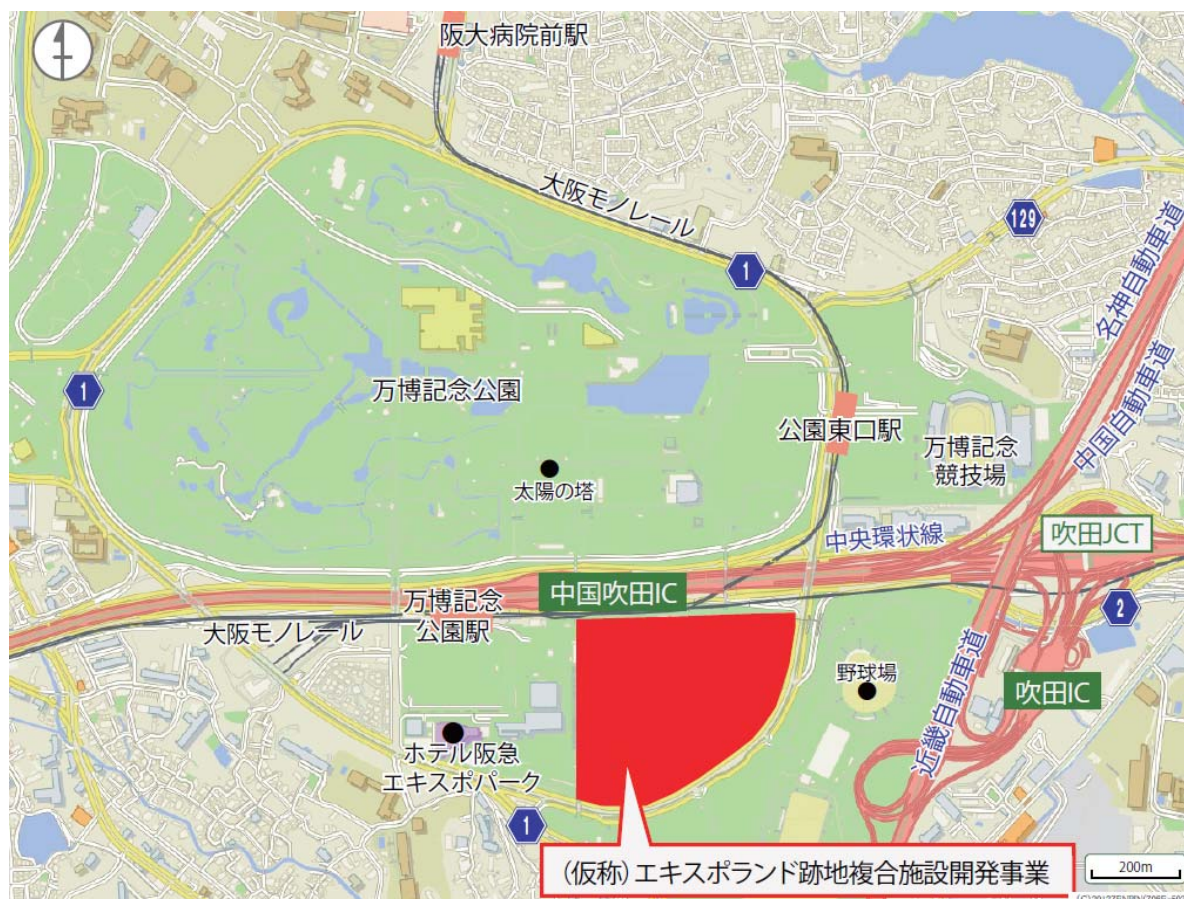 阪大病院前駅
大阪モノレール
129
1
名神自動車道
中国自動車道
1
万博記念公園
公園東口駅
万博記念
競技場
太陽の塔
中央環状線
吹田JCT
中国吹田IC
万博記念
公園駅
2
大阪モノレール
野球場
近畿自動車道
吹田IC
ホテル阪急
エキスポパーク
1
(仮称)エキスポランド跡地複合施設開発事業
200m